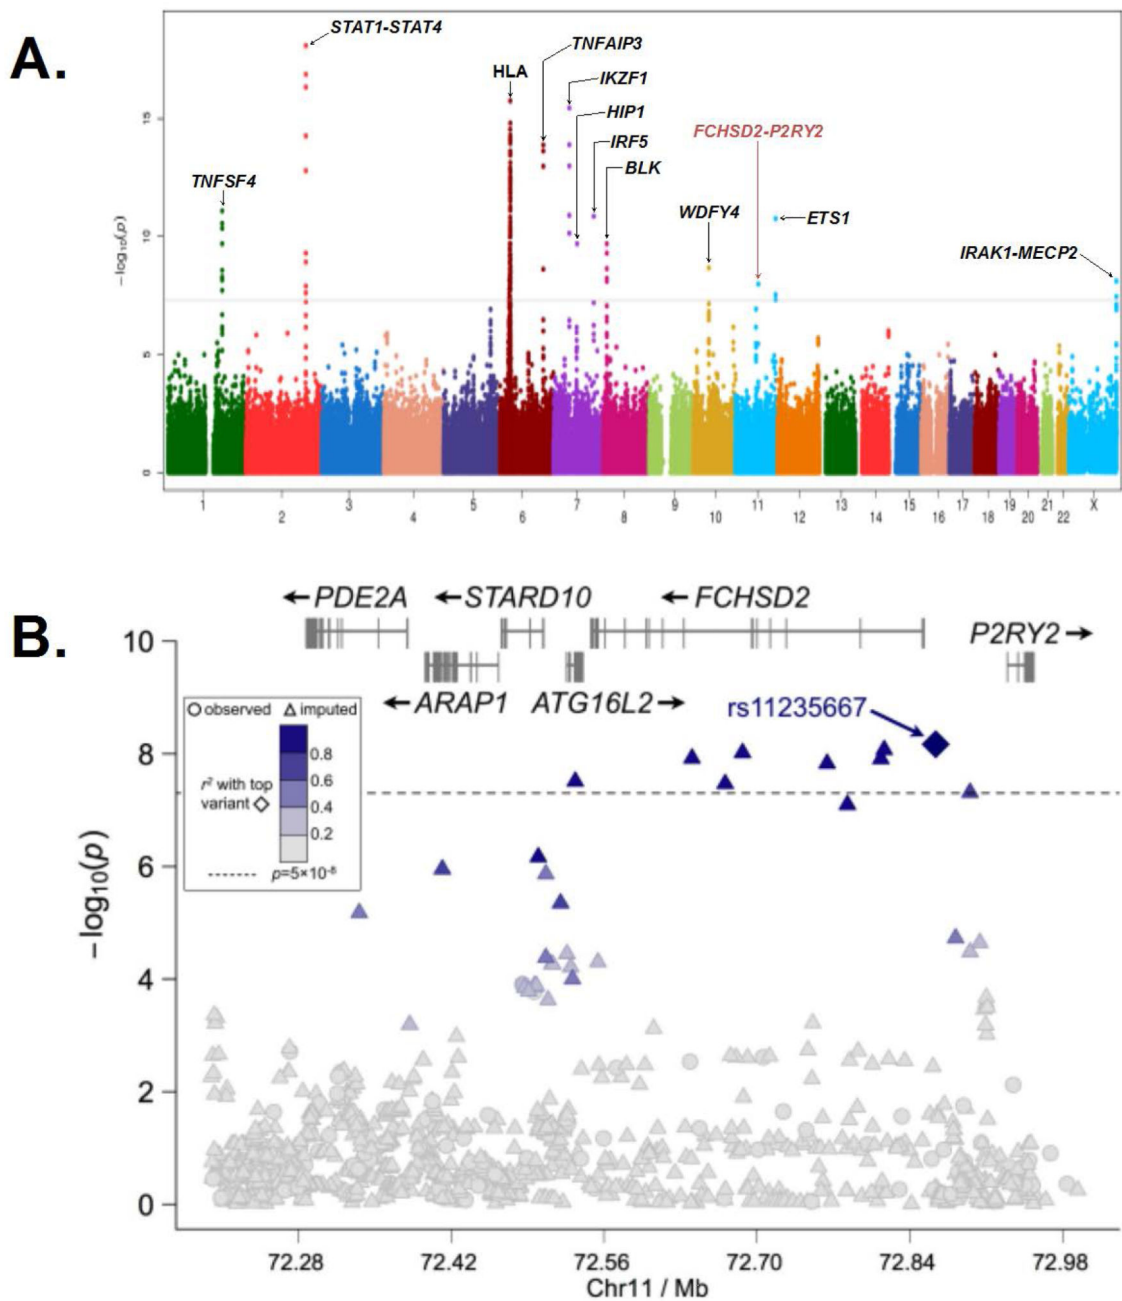 A.
STAT1-STAT4
TNFAIP3
HLA
IKZF1
HIP1
FCHSD2-P2RY2
IRF5
BLK
TNFSF4
WDFY4
ETS1
IRAK1-MECP2
−log10(p)
15
10
5
0
1 2 3 4 5 6 7 8 9 10 11 12 13 14 15 16 17 18 19 20 21 22 X
B.
PDE2A STARD10 FCHSD2
P2RY2
ARAP1 ATG16L2
rs11235667
observed imputed
0.8
0.6
0.4
0.2
r² with top
variant
p=5×10⁻⁸
−log10(p)
10
8
6
4
2
0
72.28 72.42 72.56 72.70 72.84 72.98
Chr11 / Mb